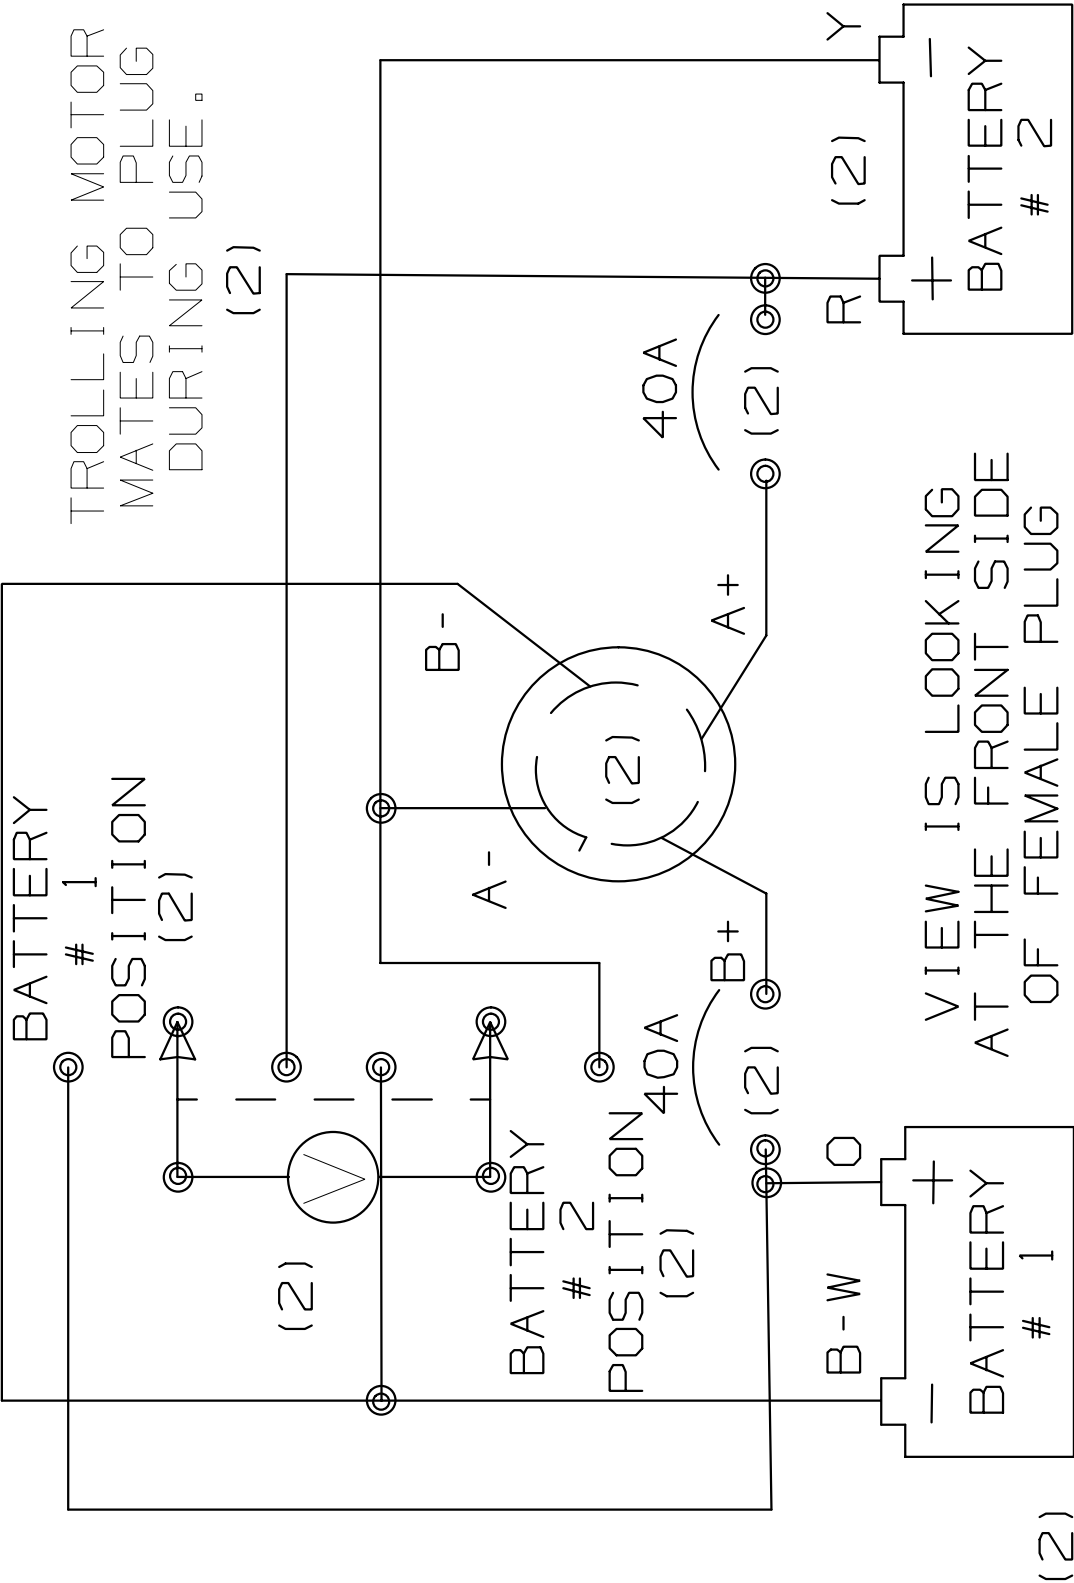 BATTERY
# 1
POSITION
(2)
TROLLING MOTOR
MATES TO PLUG
DURING USE.
(2)
(2)
V
B-
A-
BATTERY
# 2
POSITION
(2)
(2)
40A
(2)
B+
A+
40A
(2)
B-W
O
R
(2)
Y
VIEW IS LOOKING
AT THE FRONT SIDE
OF FEMALE PLUG
− +
BATTERY
# 1
+ −
BATTERY
# 2
(2)